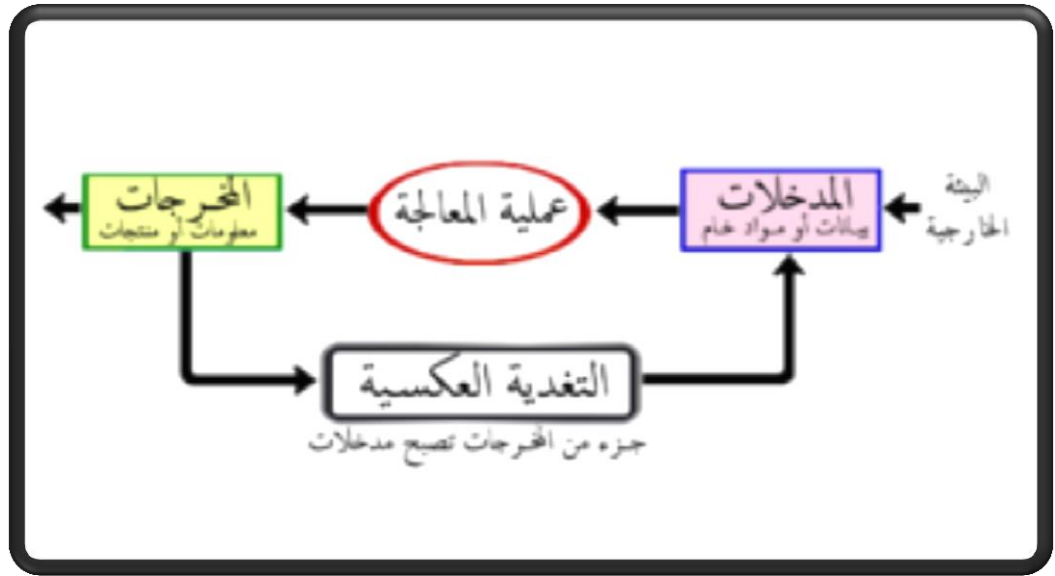 البيئة
الخارجية
المدخلات
بيانات أو مواد خام
عملية المعالجة
المخرجات
معلومات أو منتجات
التغدية العكسية
جزء من المخرجات تصبح مدخلات